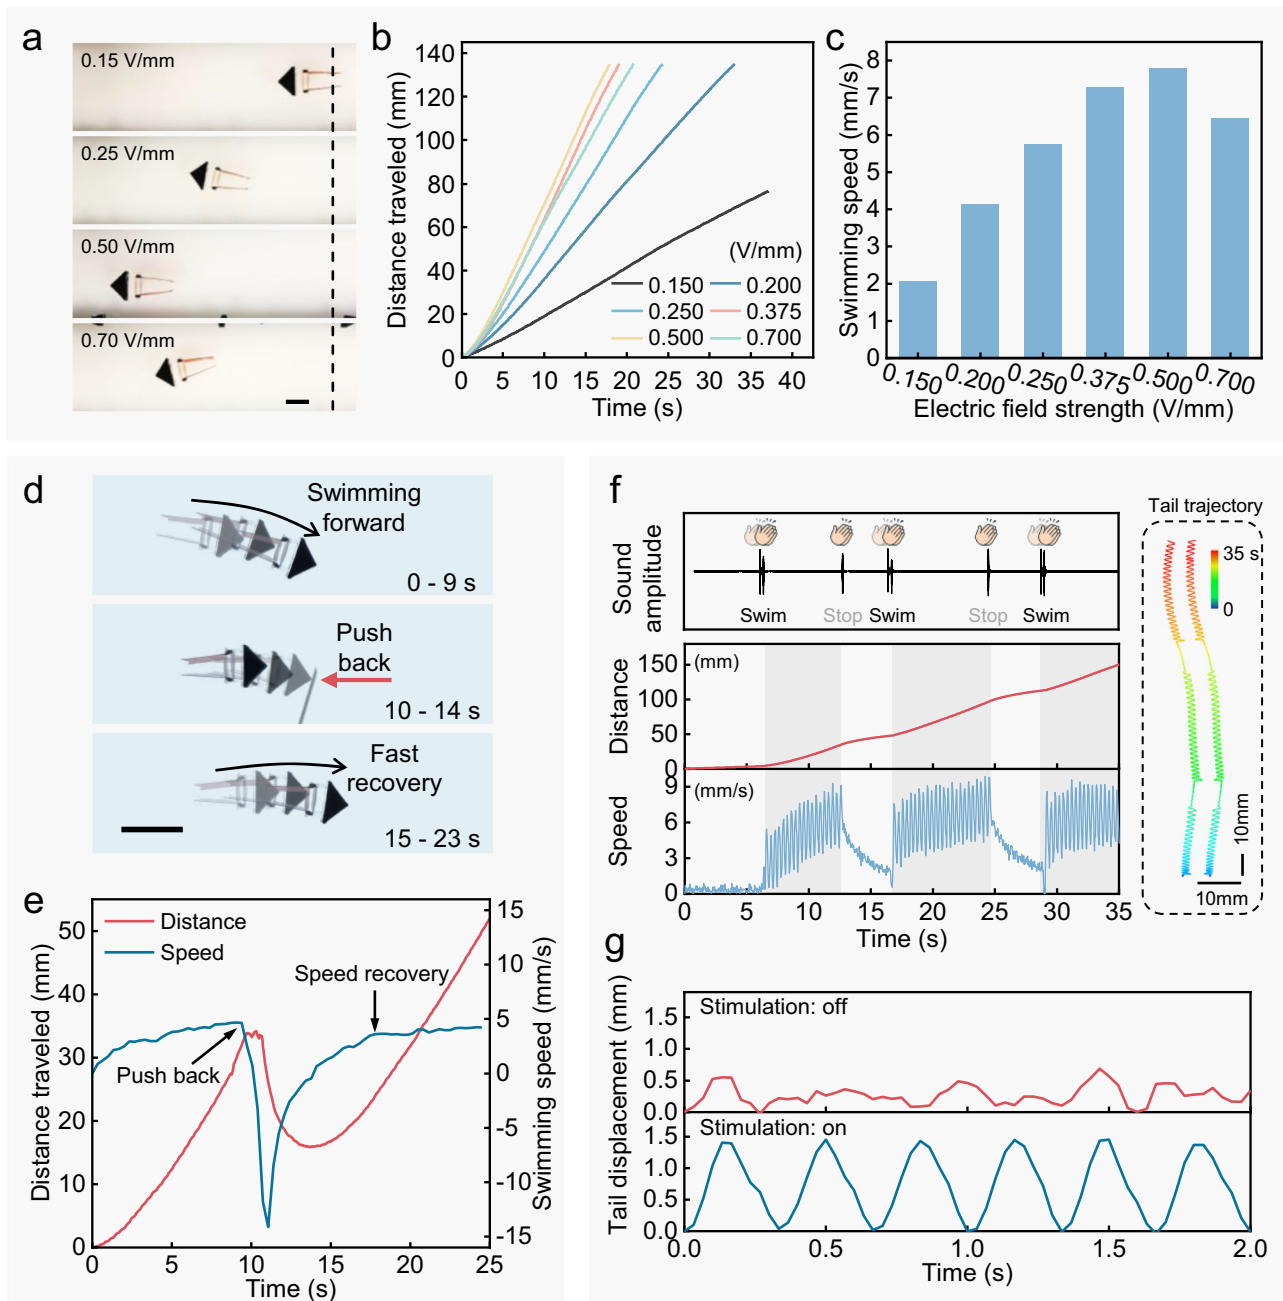 a
0.15 V/mm
0.25 V/mm
0.50 V/mm
0.70 V/mm
b
Distance traveled (mm)
140
120
100
80
60
40
20
0
(V/mm)
0.150
0.200
0.250
0.375
0.500
0.700
0 5 10 15 20 25 30 35 40
Time (s)
c
Swimming speed (mm/s)
8
7
6
5
4
3
2
1
0
0.150 0.200 0.250 0.375 0.500 0.700
Electric field strength (V/mm)
d
Swimming
forward
0 - 9 s
Push
back
10 - 14 s
Fast
recovery
15 - 23 s
e
Distance traveled (mm)
50
40
30
20
10
0
Distance
Speed
Push back
Speed recovery
15
10
5
0
-5
-10
-15
Swimming speed (mm/s)
0 5 10 15 20 25
Time (s)
f
Sound
amplitude
Swim Stop Swim Stop Swim
Distance
(mm)
150
100
50
0
Speed
(mm/s)
9
6
3
0
0 5 10 15 20 25 30 35
Time (s)
Tail trajectory
35 s
0
10mm
10mm
g
Tail displacement (mm)
Stimulation: off
1.5
1.0
0.5
0.0
Stimulation: on
1.5
1.0
0.5
0.0
0.0 0.5 1.0 1.5 2.0
Time (s)